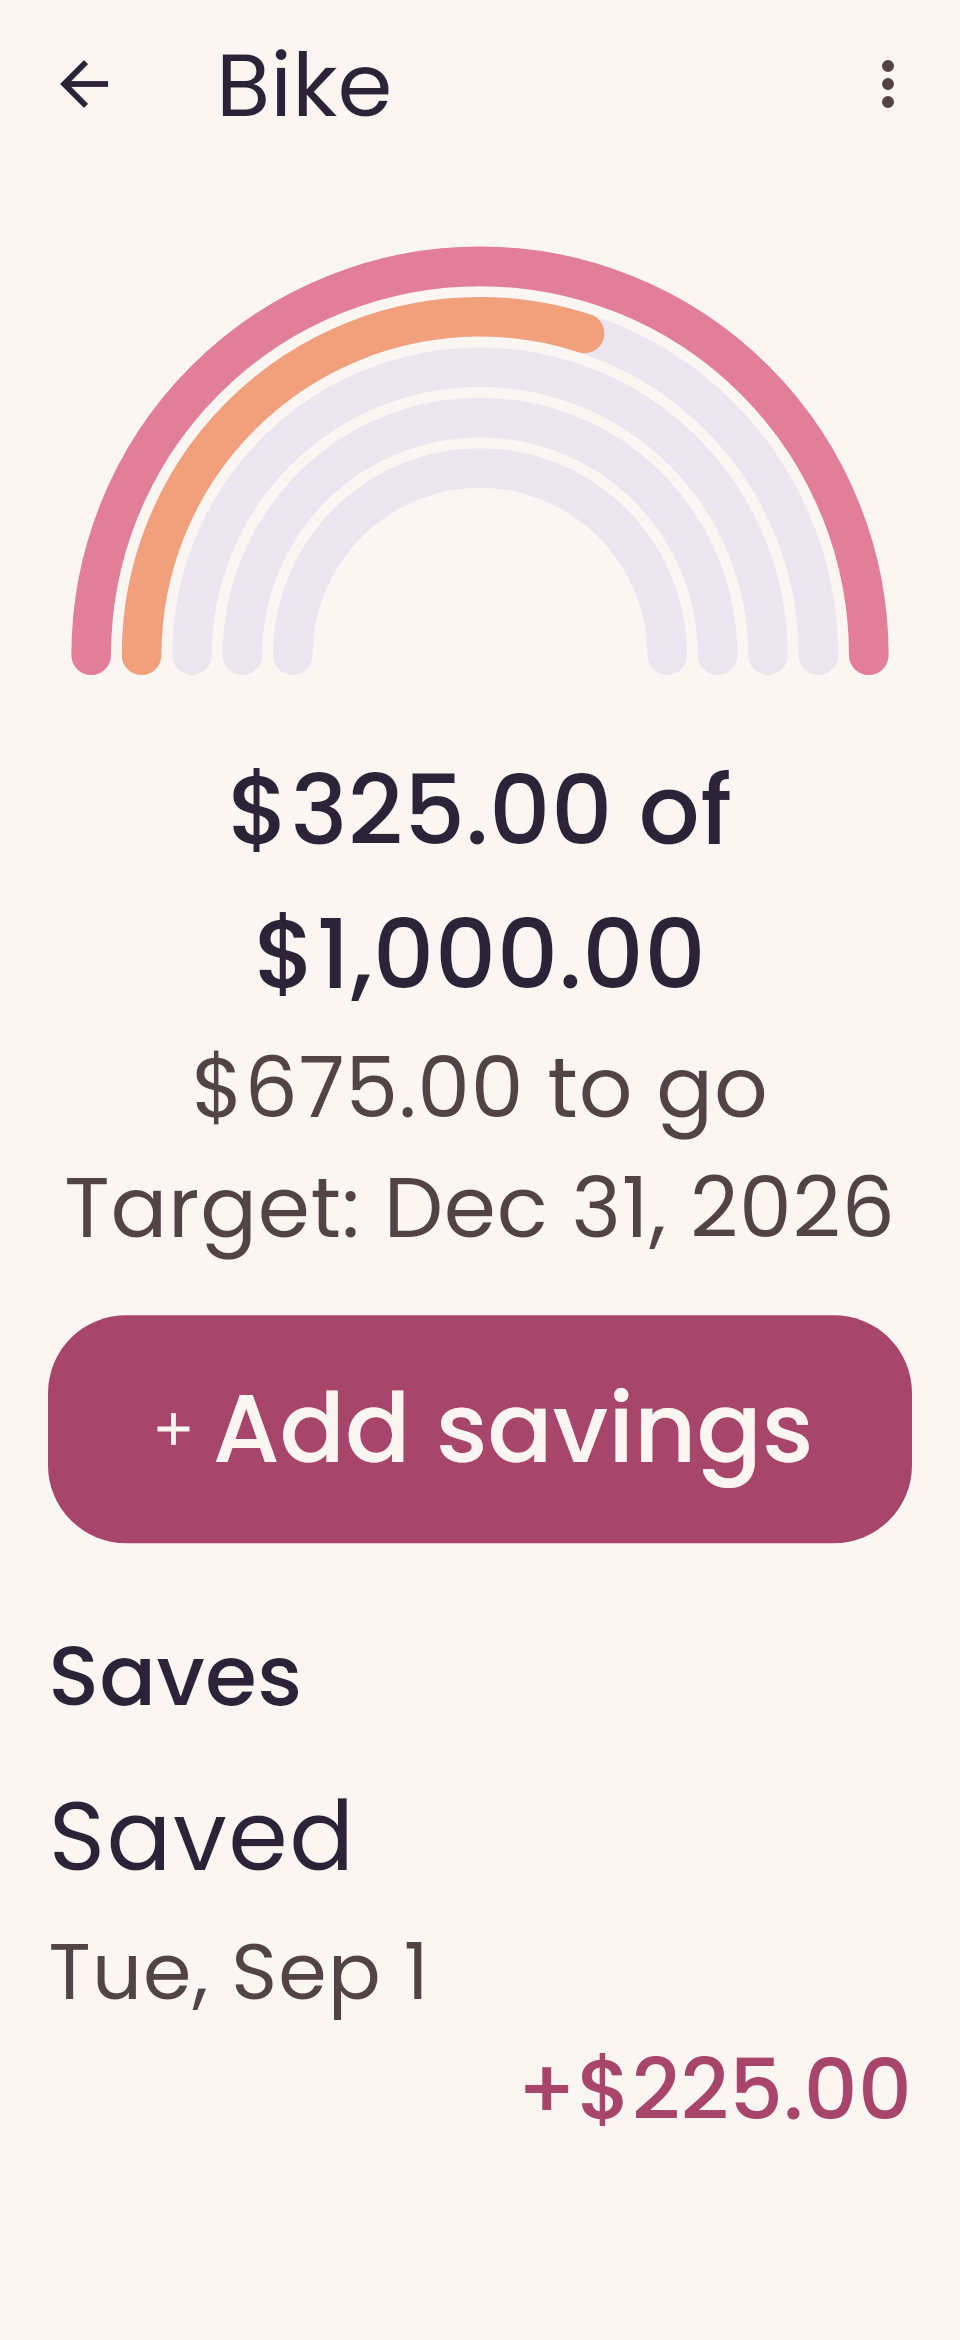 Bike
$325.00 of
$1,000.00
$675.00 to go
Target: Dec 31, 2026
+ Add savings
Saves
Saved
Tue, Sep 1
+$225.00